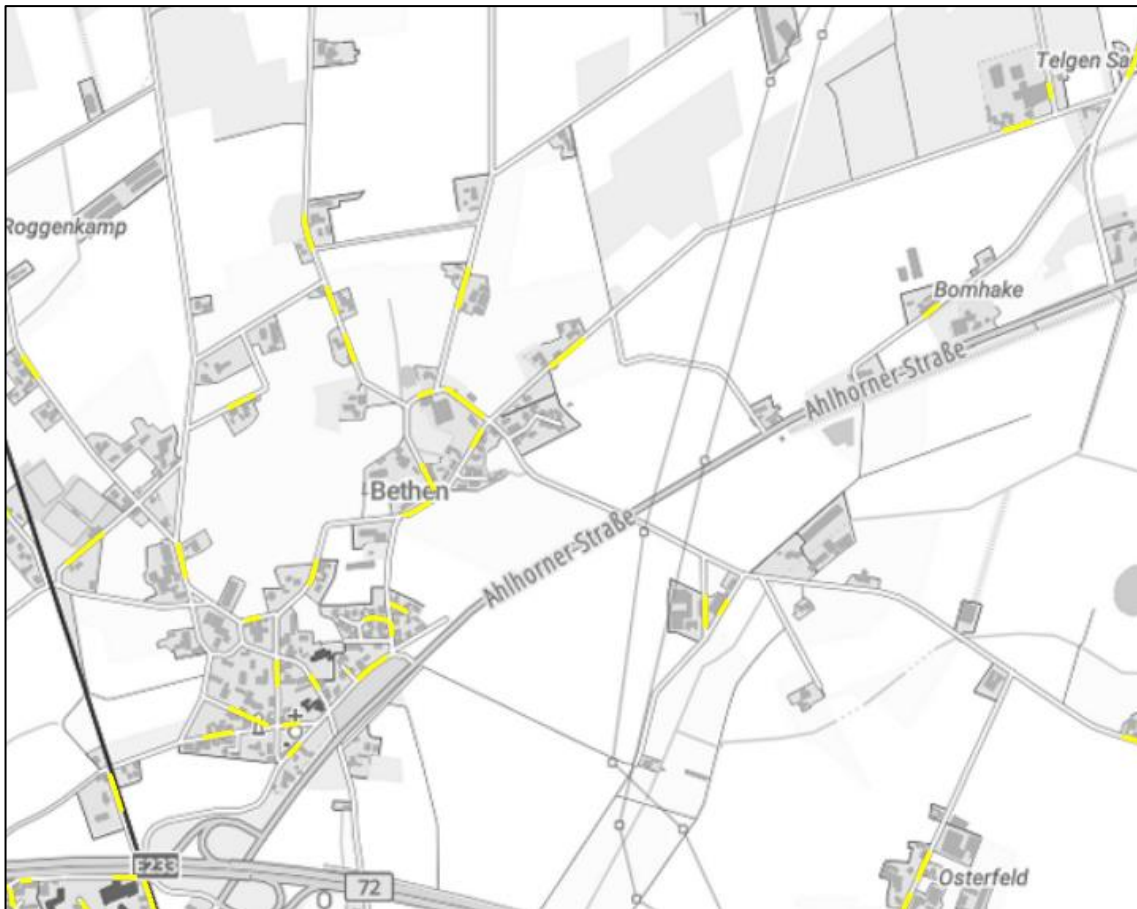 Telgen Sa
Roggenkamp
Bomhake
Ahlhorner-Straße
Bethen
Ahlhorner-Straße
E233
72
Osterfeld